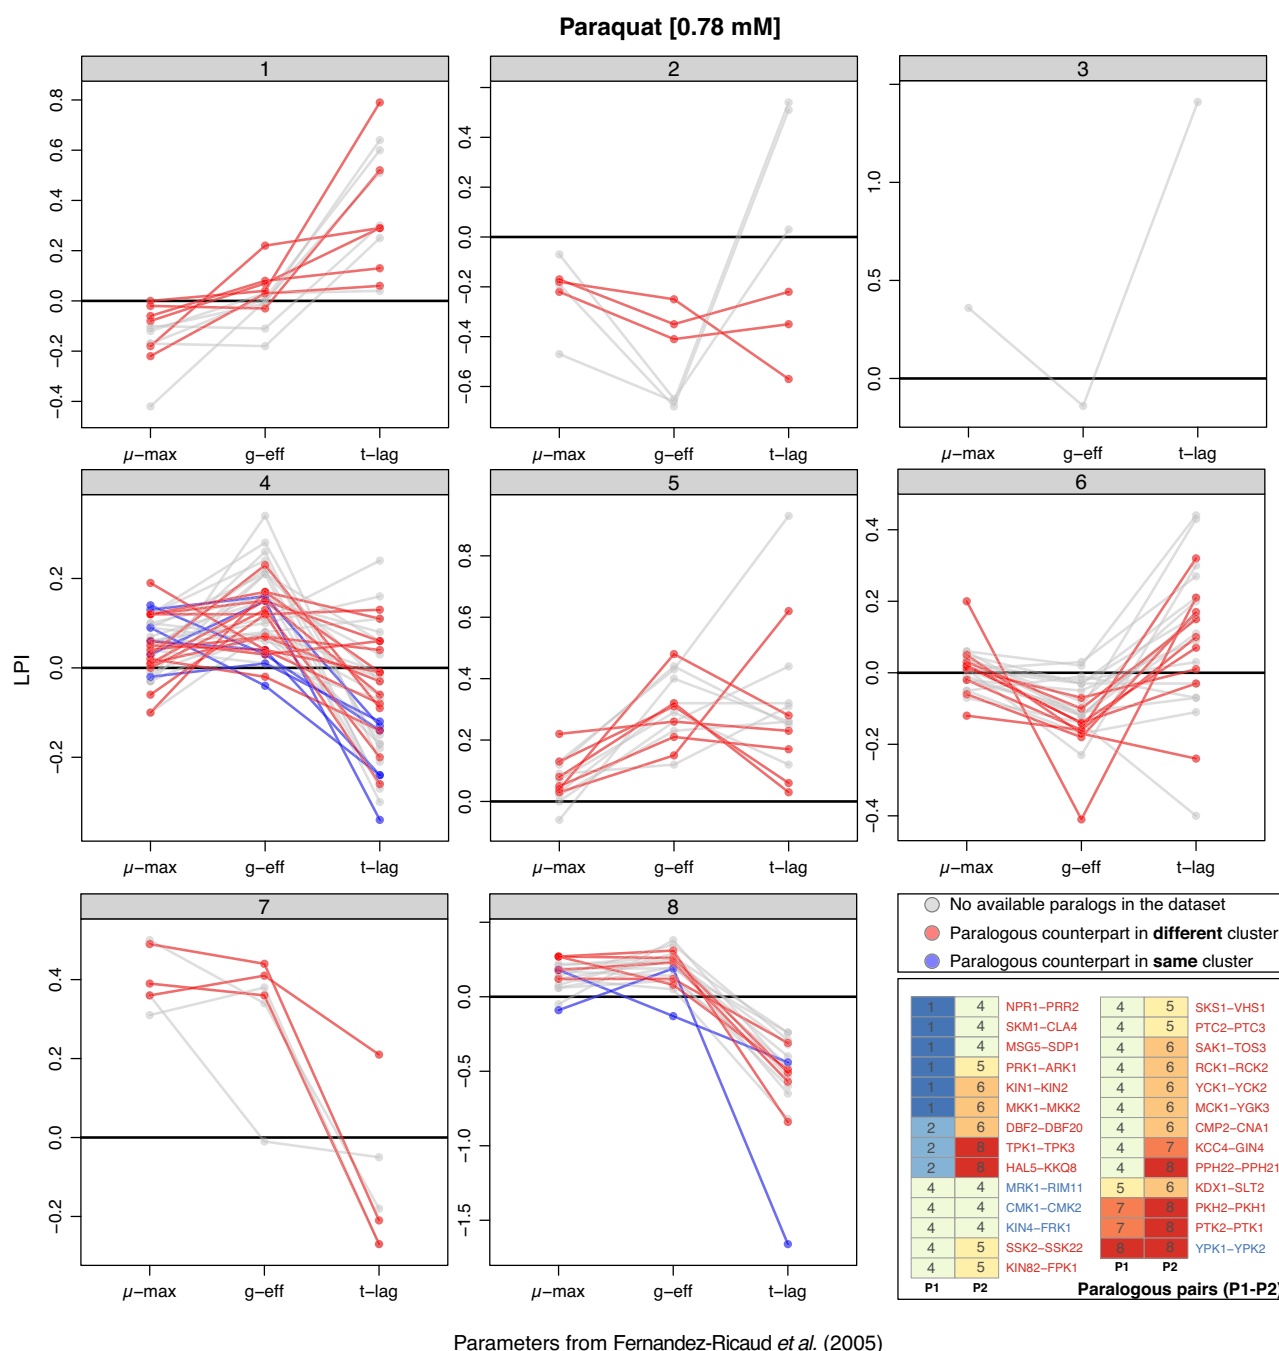 Paraquat [0.78 mM]
1
2
3
0.8
0.6
0.4
0.2
0.0
−0.2
−0.4
0.4
0.2
0.0
−0.2
−0.4
−0.6
1.0
0.5
0.0
μ−max g−eff t−lag
μ−max g−eff t−lag
μ−max g−eff t−lag
4
5
6
LPI
0.2
0.0
−0.2
0.8
0.6
0.4
0.2
0.0
0.4
0.2
0.0
−0.2
−0.4
μ−max g−eff t−lag
μ−max g−eff t−lag
μ−max g−eff t−lag
7
8
0.4
0.2
0.0
−0.2
0.0
−0.5
−1.0
−1.5
μ−max g−eff t−lag
μ−max g−eff t−lag
No available paralogs in the dataset
Paralogous counterpart in different cluster
Paralogous counterpart in same cluster
1 4 NPR1−PRR2
1 4 SKM1−CLA4
1 4 MSG5−SDP1
1 5 PRK1−ARK1
1 6 KIN1−KIN2
1 6 MKK1−MKK2
2 6 DBF2−DBF20
2 8 TPK1−TPK3
2 8 HAL5−KKQ8
4 4 MRK1−RIM11
4 4 CMK1−CMK2
4 4 KIN4−FRK1
4 5 SSK2−SSK22
4 5 KIN82−FPK1
P1 P2
4 5 SKS1−VHS1
4 5 PTC2−PTC3
4 6 SAK1−TOS3
4 6 RCK1−RCK2
4 6 YCK1−YCK2
4 6 MCK1−YGK3
4 6 CMP2−CNA1
4 7 KCC4−GIN4
4 8 PPH22−PPH21
5 6 KDX1−SLT2
7 8 PKH2−PKH1
7 8 PTK2−PTK1
8 8 YPK1−YPK2
P1 P2
Paralogous pairs (P1-P2)
Parameters from Fernandez-Ricaud et al. (2005)